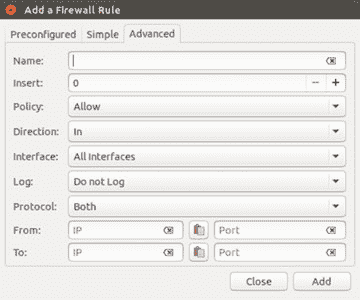 Add a Firewall Rule
Preconfigured Simple Advanced
Name:
Insert: 0
Policy: Allow
Direction: In
Interface: All Interfaces
Log: Do not Log
Protocol: Both
From: IP Port
To: IP Port
Close Add